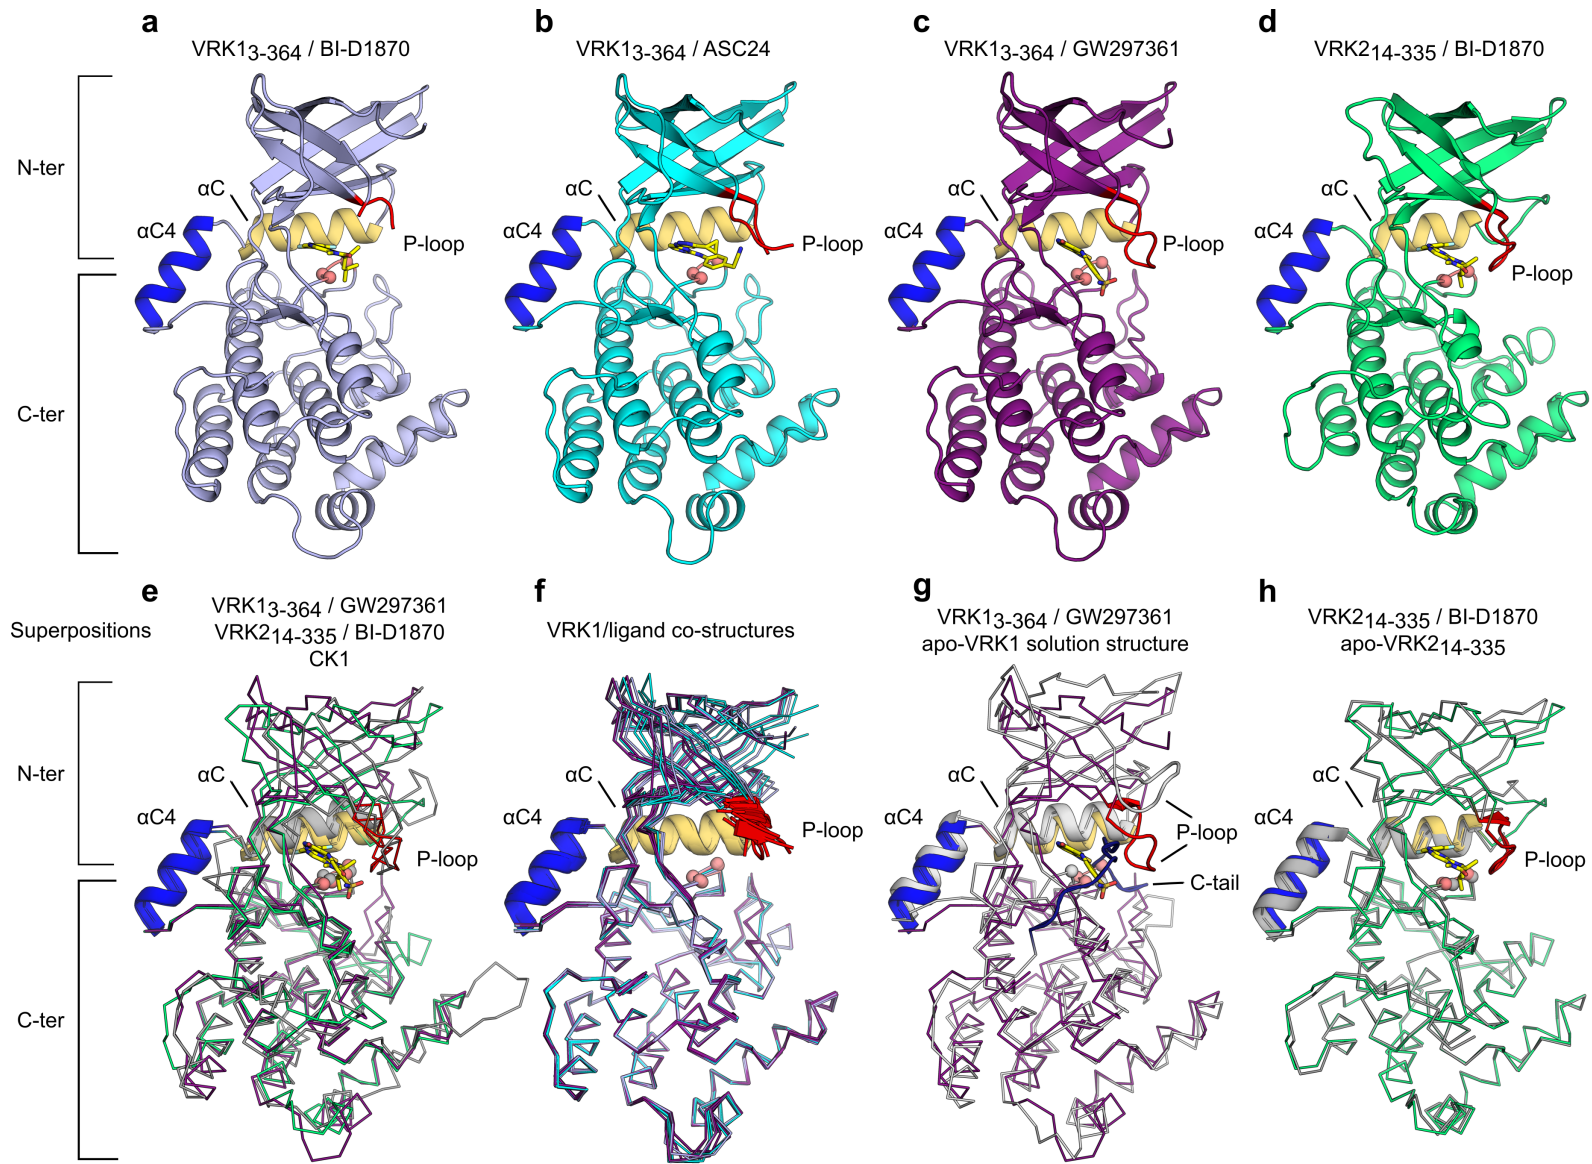 a
VRK13-364 / BI-D1870
b
VRK13-364 / ASC24
c
VRK13-364 / GW297361
d
VRK214-335 / BI-D1870
N-ter
C-ter
αC
αC4
P-loop
αC
αC4
P-loop
αC
αC4
P-loop
αC
αC4
P-loop
Superpositions
e
VRK13-364 / GW297361
VRK214-335 / BI-D1870
CK1
f
VRK1/ligand co-structures
g
VRK13-364 / GW297361
apo-VRK1 solution structure
h
VRK214-335 / BI-D1870
apo-VRK214-335
N-ter
C-ter
αC
αC4
P-loop
αC
αC4
P-loop
αC
αC4
P-loop
C-tail
αC
αC4
P-loop